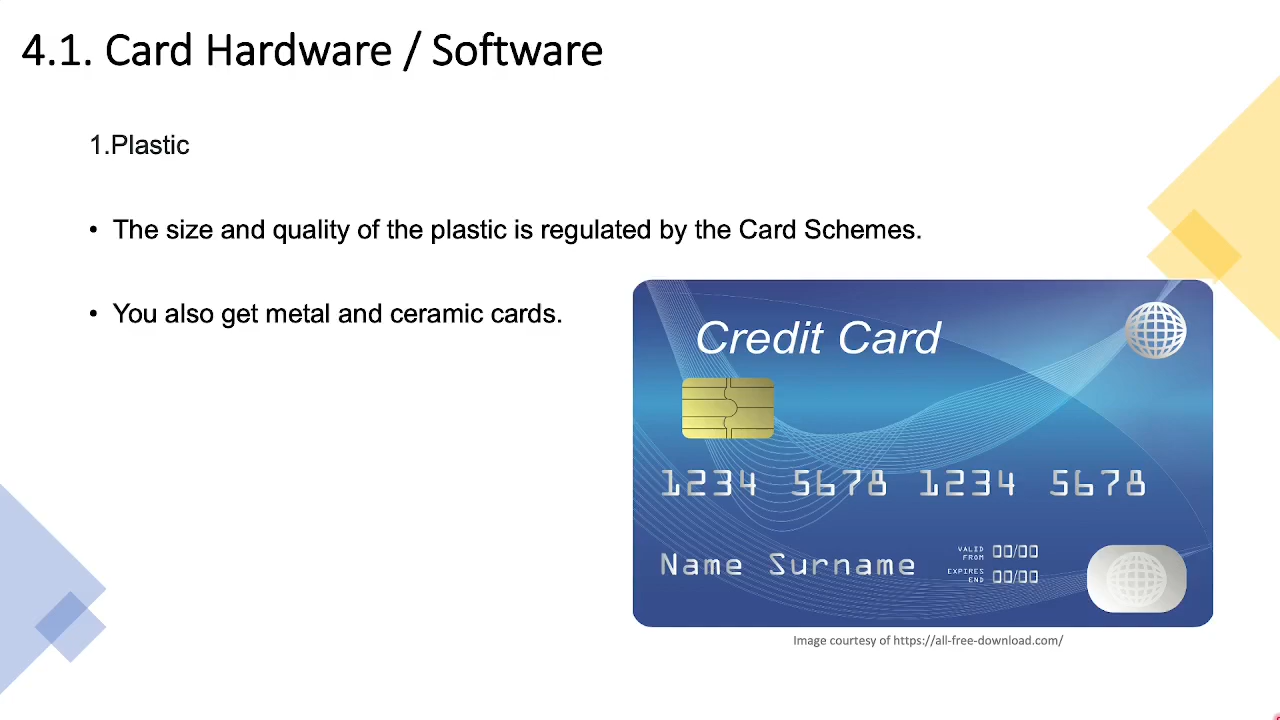 4.1. Card Hardware / Software
1.Plastic
• The size and quality of the plastic is regulated by the Card Schemes.
• You also get metal and ceramic cards.
Credit Card
1234 5678 1234 5678
VALID FROM 00/00
Name Surname
EXPIRES END 00/00
Image courtesy of https://all-free-download.com/